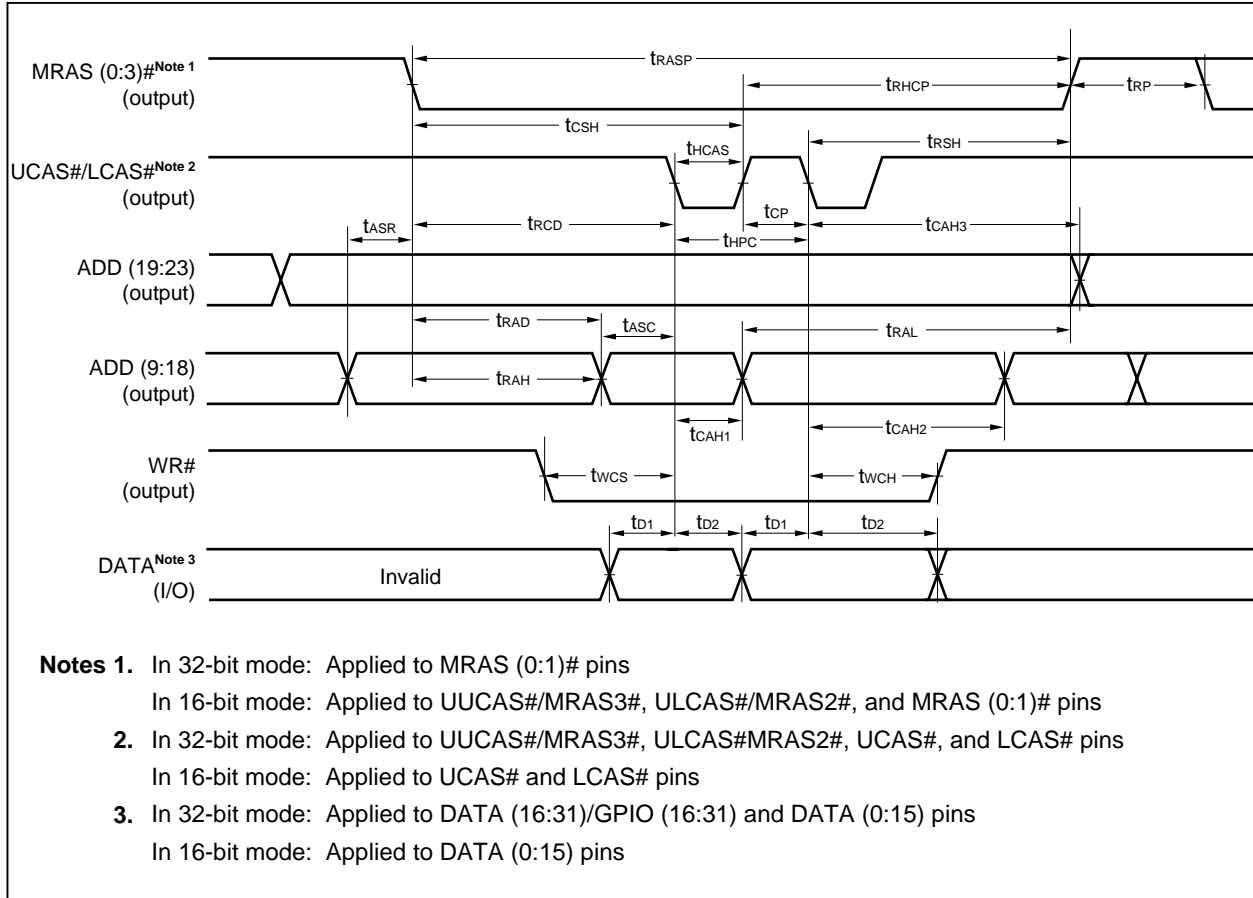 tRASP
MRAS (0:3)#Note 1
(output)
tRHCP
tRP
tCSH
tRSH
tHCAS
UCAS#/LCAS#Note 2
(output)
tCP
tASR
tRCD
tCAH3
tHPC
ADD (19:23)
(output)
tRAD
tASC
tRAL
ADD (9:18)
(output)
tRAH
tCAH1
tCAH2
WR#
(output)
tWCS
tWCH
tD1
tD2
tD1
tD2
DATANote 3
(I/O)
Invalid
Notes 1. In 32-bit mode: Applied to MRAS (0:1)# pins
In 16-bit mode: Applied to UUCAS#/MRAS3#, ULCAS#/MRAS2#, and MRAS (0:1)# pins
2. In 32-bit mode: Applied to UUCAS#/MRAS3#, ULCAS#MRAS2#, UCAS#, and LCAS# pins
In 16-bit mode: Applied to UCAS# and LCAS# pins
3. In 32-bit mode: Applied to DATA (16:31)/GPIO (16:31) and DATA (0:15) pins
In 16-bit mode: Applied to DATA (0:15) pins